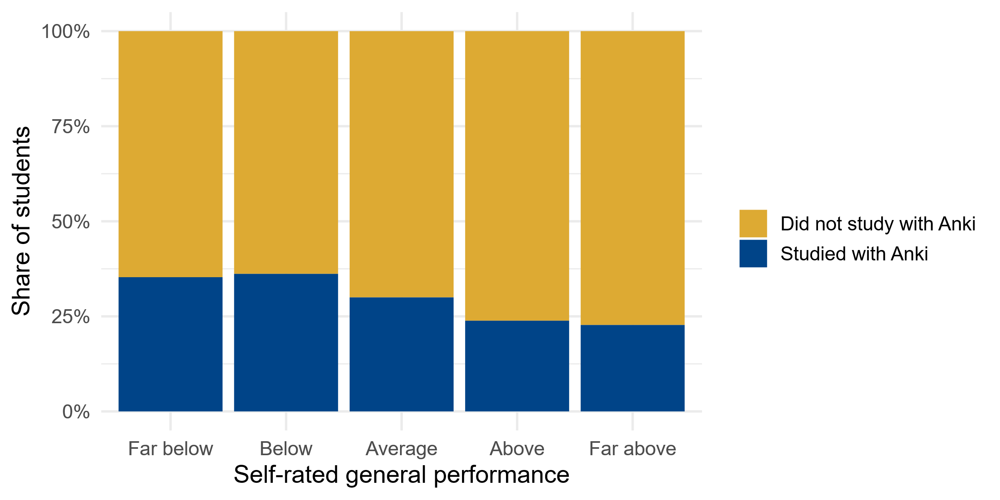 100%
75%
50%
25%
0%
Share of students
Far below
Below
Average
Above
Far above
Self-rated general performance
Did not study with Anki
Studied with Anki